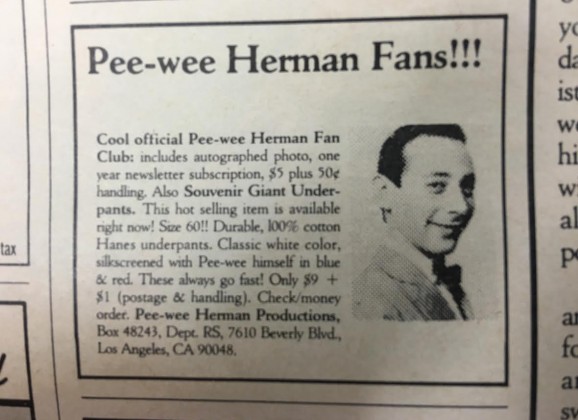 Pee-wee Herman Fans!!!
Cool official Pee-wee Herman Fan
Club: includes autographed photo, one
year newsletter subscription, $5 plus 50¢
handling. Also Souvenir Giant Under-
pants. This hot selling item is available
right now! Size 60!! Durable, 100% cotton
Hanes underpants. Classic white color,
silkscreened with Pee-wee himself in blue
& red. These always go fast! Only $9 +
$1 (postage & handling). Check/money
order. Pee-wee Herman Productions,
Box 48243, Dept. RS, 7610 Beverly Blvd.,
Los Angeles, CA 90048.
tax